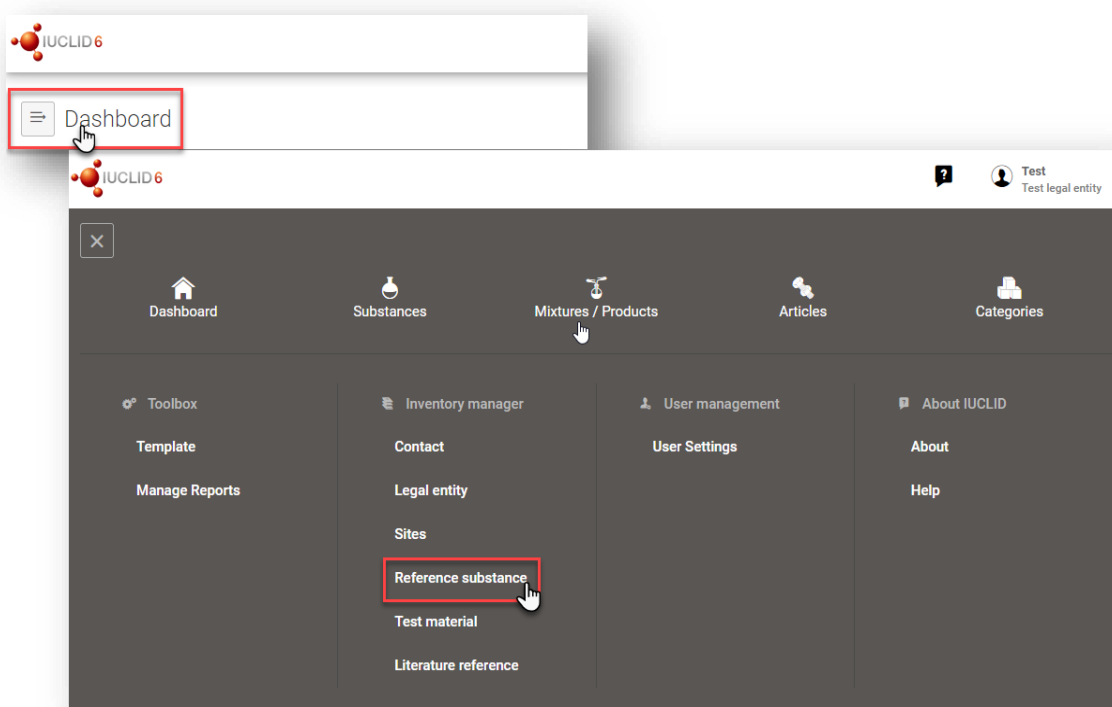 IUCLID 6
Dashboard
IUCLID 6
Test
Test legal entity
Dashboard
Substances
Mixtures / Products
Articles
Categories
Toolbox
Template
Manage Reports
Inventory manager
Contact
Legal entity
Sites
Reference substance
Test material
Literature reference
User management
User Settings
About IUCLID
About
Help